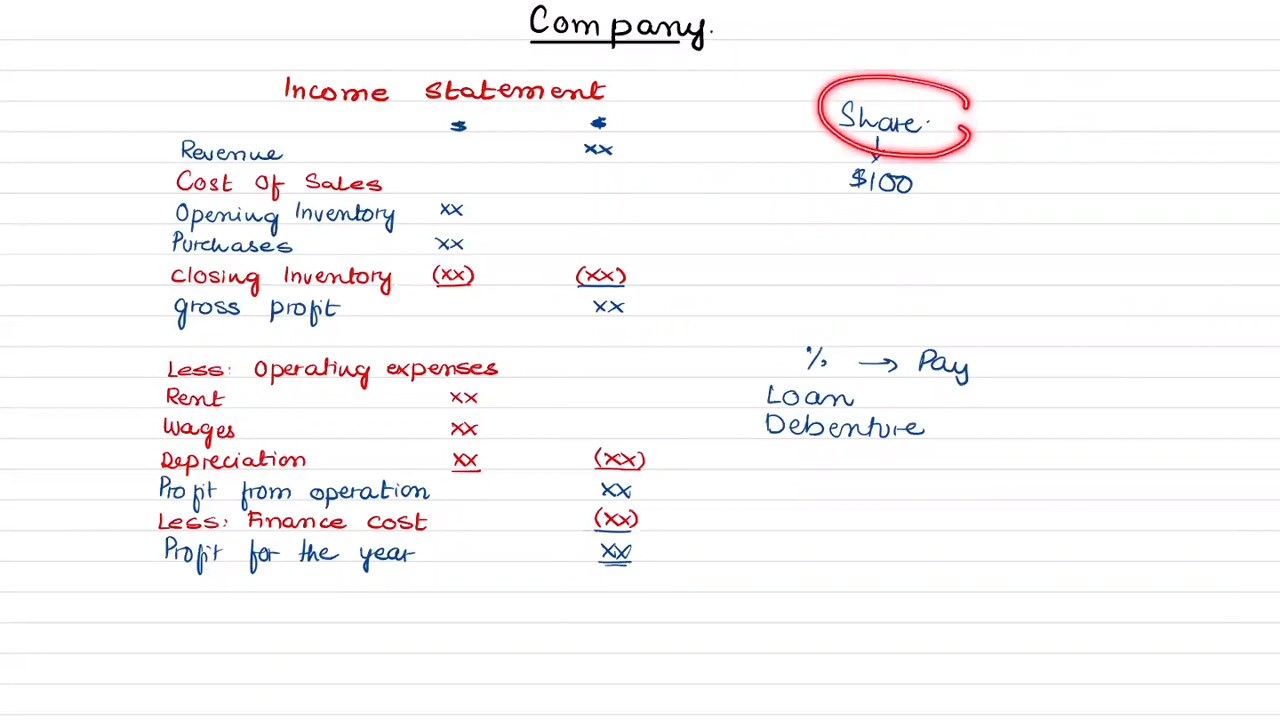 Company.
Income statement
$ $
Revenue xx
Cost Of Sales
Opening Inventory xx
Purchases xx
Closing Inventory (xx) (xx)
gross profit xx
Less: Operating expenses
Rent xx
Wages xx
Depreciation xx (xx)
Profit from operation xx
Less: Finance cost (xx)
Profit for the year xx
Share.
$100
% → Pay
Loan
Debenture